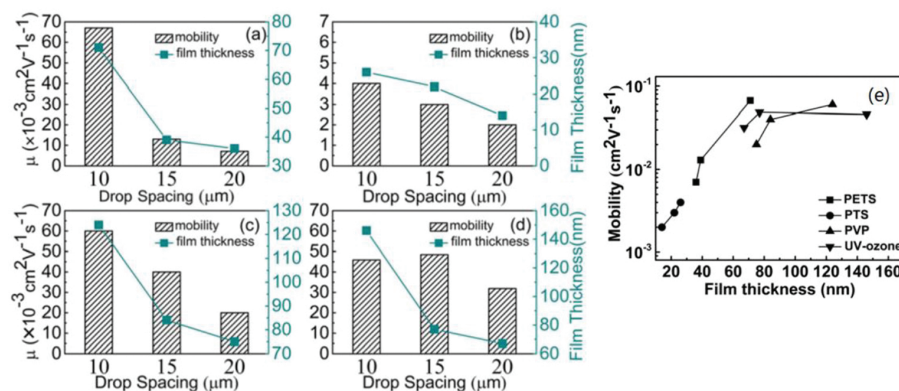 (a)
mobility
film thickness
μ (×10⁻³cm²V⁻¹s⁻¹)
70
60
50
40
30
20
10
0
80
70
60
50
40
30
10 15 20
Drop Spacing (μm)
(b)
mobility
film thickness
7
6
5
4
3
2
1
0
40
30
20
10
0
Film Thickness(nm)
10 15 20
Drop Spacing (μm)
(c)
mobility
film thickness
μ (×10⁻³cm²V⁻¹s⁻¹)
70
60
50
40
30
20
10
0
130
120
110
100
90
80
70
10 15 20
Drop Spacing (μm)
(d)
mobility
film thickness
70
60
50
40
30
20
10
0
160
140
120
100
80
60
Film Thickness(nm)
10 15 20
Drop Spacing (μm)
(e)
Mobility (cm²V⁻¹s⁻¹)
10⁻¹
10⁻²
10⁻³
PETS
PTS
PVP
UV-ozone
20 40 60 80 100 120 140 160
Film thickness (nm)